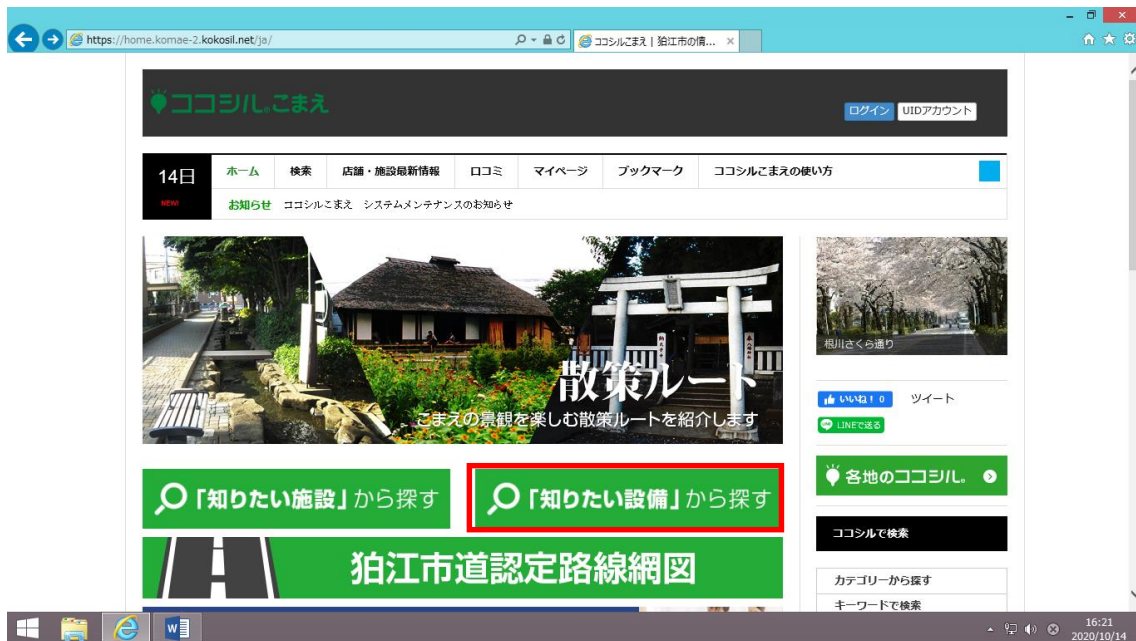 https://home.komae-2.kokosil.net/ja/
ココシルこまえ | 狛江市の情...
ココシル。こまえ
ログイン UIDアカウント
14日
NEW!
ホーム 検索 店舗・施設最新情報 口コミ マイページ ブックマーク ココシルこまえの使い方
お知らせ ココシルこまえ システムメンテナンスのお知らせ
散策ルート
こまえの景観を楽しむ散策ルートを紹介します
根川さくら通り
いいね! 0 ツイート
LINEで送る
「知りたい施設」から探す
「知りたい設備」から探す
各地のココシル。
狛江市道認定路線網図
ココシルで検索
カテゴリーから探す
キーワードで検索
16:21
2020/10/14